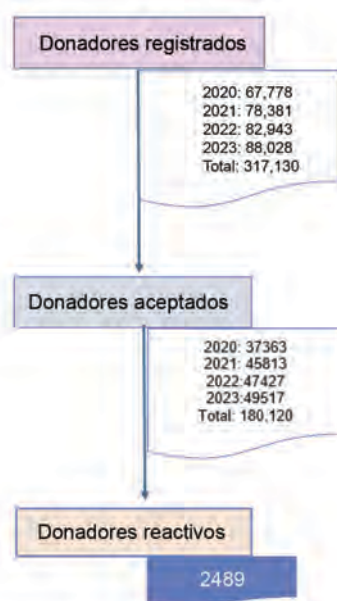 Donadores registrados
2020: 67,778
2021: 78,381
2022: 82,943
2023: 88,028
Total: 317,130
Donadores aceptados
2020: 37363
2021: 45813
2022:47427
2023:49517
Total: 180,120
Donadores reactivos
2489